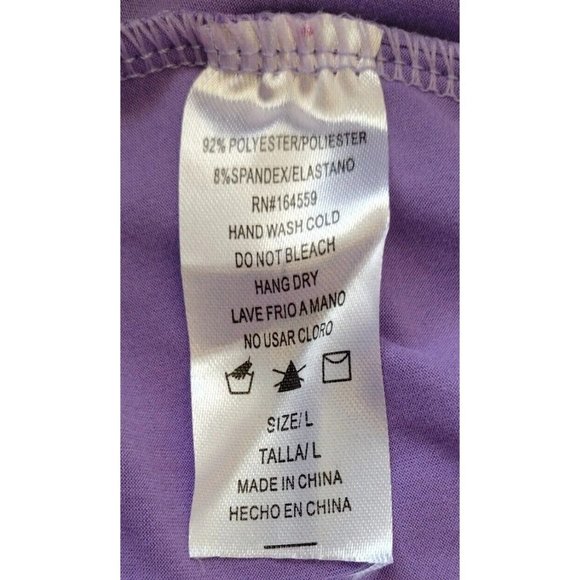 92% POLYESTER/POLIESTER
8%SPANDEX/ELASTANO
RN#164559
HAND WASH COLD
DO NOT BLEACH
HANG DRY
LAVE FRIO A MANO
NO USAR CLORO
SIZE/ L
TALLA/ L
MADE IN CHINA
HECHO EN CHINA